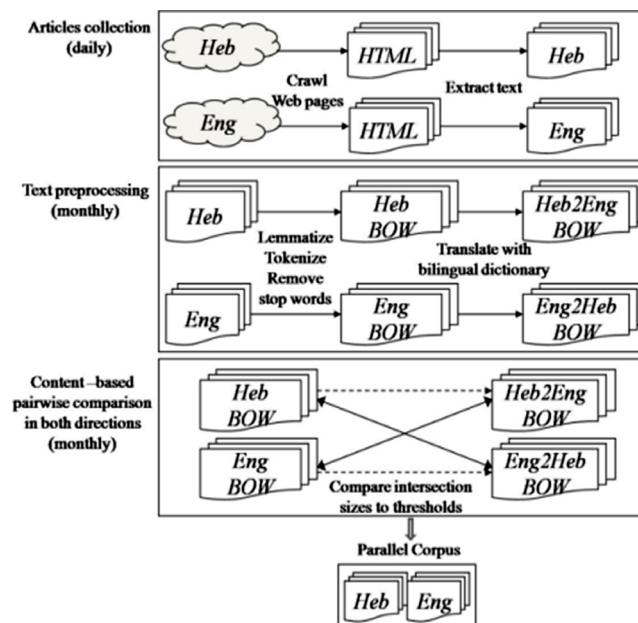 Articles collection
(daily)
Heb
HTML
Heb
Crawl
Web pages
Extract text
Eng
HTML
Eng
Text preprocessing
(monthly)
Heb
Heb
BOW
Heb2Eng
BOW
Lemmatize
Tokenize
Remove
stop words
Translate with
bilingual dictionary
Eng
Eng
BOW
Eng2Heb
BOW
Content –based
pairwise comparison
in both directions
(monthly)
Heb
BOW
Heb2Eng
BOW
Eng
BOW
Eng2Heb
BOW
Compare intersection
sizes to thresholds
Parallel Corpus
Heb
Eng